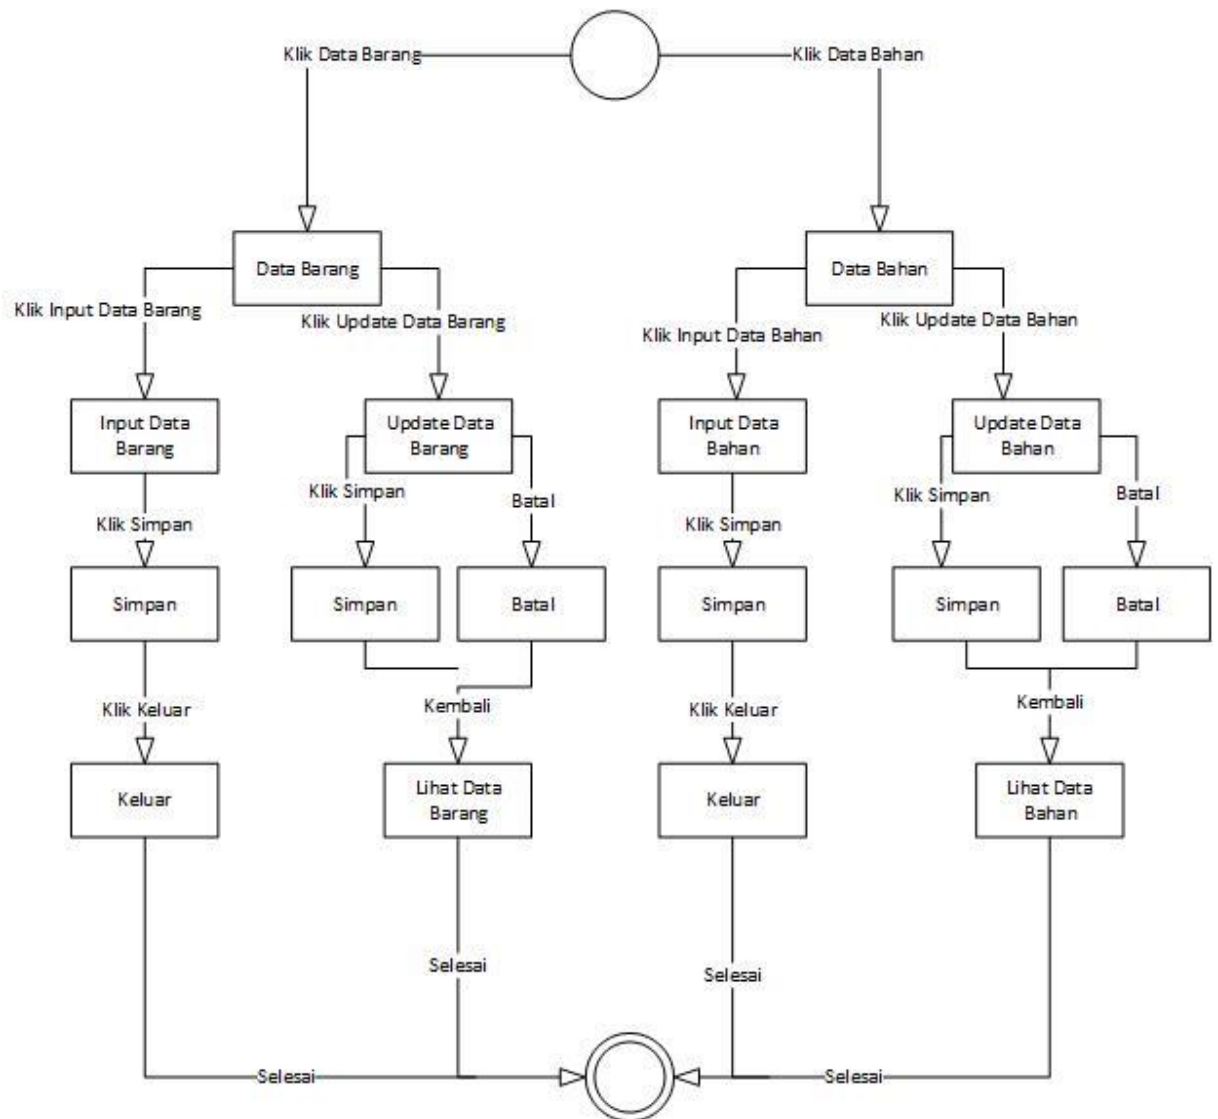 Klik Data Barang
Klik Data Bahan
Data Barang
Data Bahan
Klik Input Data Barang
Klik Update Data Barang
Klik Input Data Bahan
Klik Update Data Bahan
Input Data
Barang
Update Data
Barang
Input Data
Bahan
Update Data
Bahan
Klik Simpan
Klik Simpan
Batal
Klik Simpan
Klik Simpan
Batal
Simpan
Simpan
Batal
Simpan
Simpan
Batal
Klik Keluar
Kembali
Klik Keluar
Kembali
Keluar
Lihat Data
Barang
Keluar
Lihat Data
Bahan
Selesai
Selesai
Selesai
Selesai